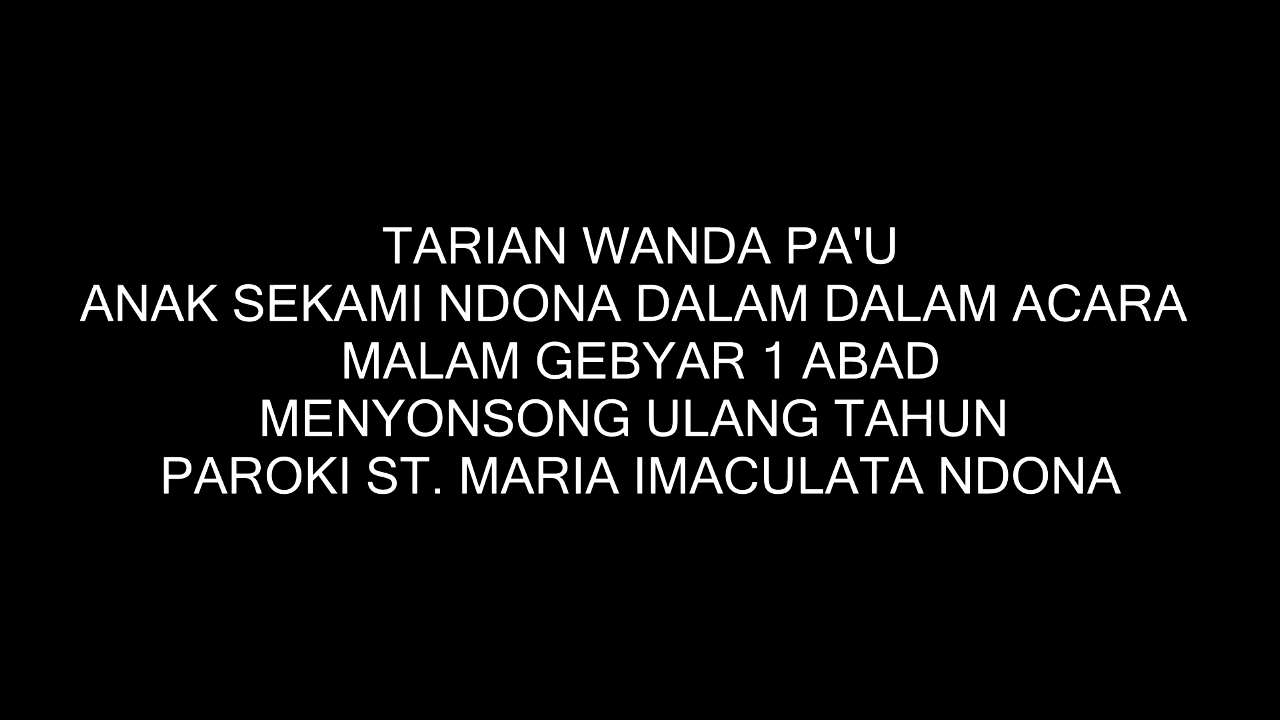 TARIAN WANDA PA'U
ANAK SEKAMI NDONA DALAM DALAM ACARA
MALAM GEBYAR 1 ABAD
MENYONSONG ULANG TAHUN
PAROKI ST. MARIA IMACULATA NDONA